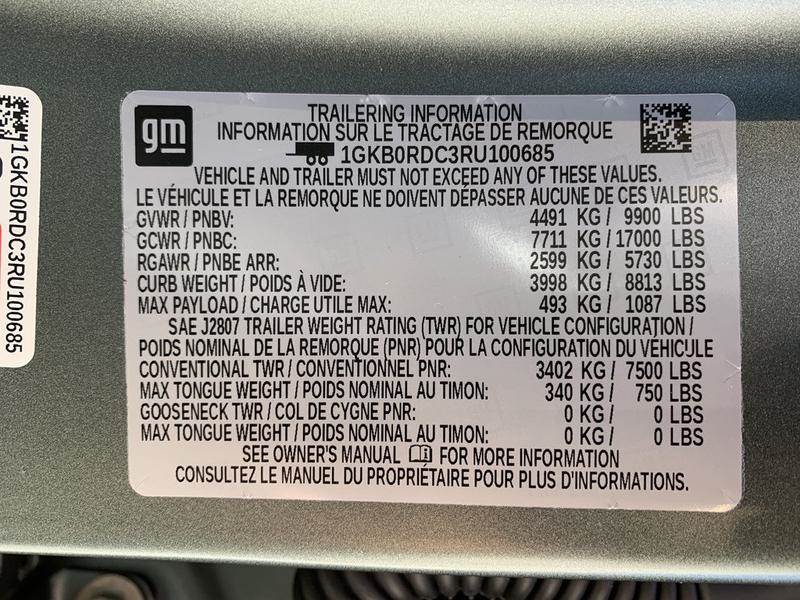 gm
TRAILERING INFORMATION
INFORMATION SUR LE TRACTAGE DE REMORQUE
1GKB0RDC3RU100685
VEHICLE AND TRAILER MUST NOT EXCEED ANY OF THESE VALUES.
LE VÉHICULE ET LA REMORQUE NE DOIVENT DÉPASSER AUCUNE DE CES VALEURS.
GVWR / PNBV: 4491 KG / 9900 LBS
GCWR / PNBC: 7711 KG / 17000 LBS
RGAWR / PNBE ARR: 2599 KG / 5730 LBS
CURB WEIGHT / POIDS À VIDE: 3998 KG / 8813 LBS
MAX PAYLOAD / CHARGE UTILE MAX: 493 KG / 1087 LBS
SAE J2807 TRAILER WEIGHT RATING (TWR) FOR VEHICLE CONFIGURATION /
POIDS NOMINAL DE LA REMORQUE (PNR) POUR LA CONFIGURATION DU VÉHICULE
CONVENTIONAL TWR / CONVENTIONNEL PNR: 3402 KG / 7500 LBS
MAX TONGUE WEIGHT / POIDS NOMINAL AU TIMON: 340 KG / 750 LBS
GOOSENECK TWR / COL DE CYGNE PNR: 0 KG / 0 LBS
MAX TONGUE WEIGHT / POIDS NOMINAL AU TIMON: 0 KG / 0 LBS
SEE OWNER'S MANUAL FOR MORE INFORMATION
CONSULTEZ LE MANUEL DU PROPRIÉTAIRE POUR PLUS D'INFORMATIONS.
1GKB0RDC3RU100685